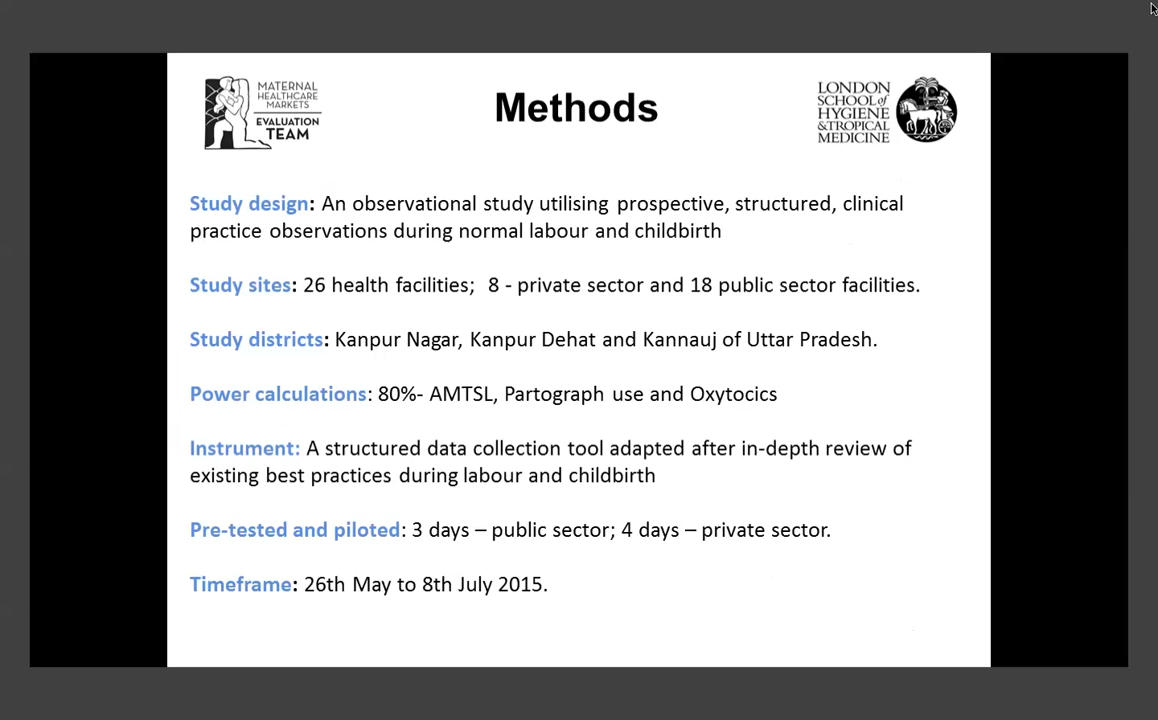 MATERNAL
HEALTHCARE
MARKETS
EVALUATION
TEAM
Methods
LONDON
SCHOOL of
HYGIENE
& TROPICAL
MEDICINE
Study design: An observational study utilising prospective, structured, clinical
practice observations during normal labour and childbirth
Study sites: 26 health facilities;  8 - private sector and 18 public sector facilities.
Study districts: Kanpur Nagar, Kanpur Dehat and Kannauj of Uttar Pradesh.
Power calculations: 80%- AMTSL, Partograph use and Oxytocics
Instrument: A structured data collection tool adapted after in-depth review of
existing best practices during labour and childbirth
Pre-tested and piloted: 3 days – public sector; 4 days – private sector.
Timeframe: 26th May to 8th July 2015.